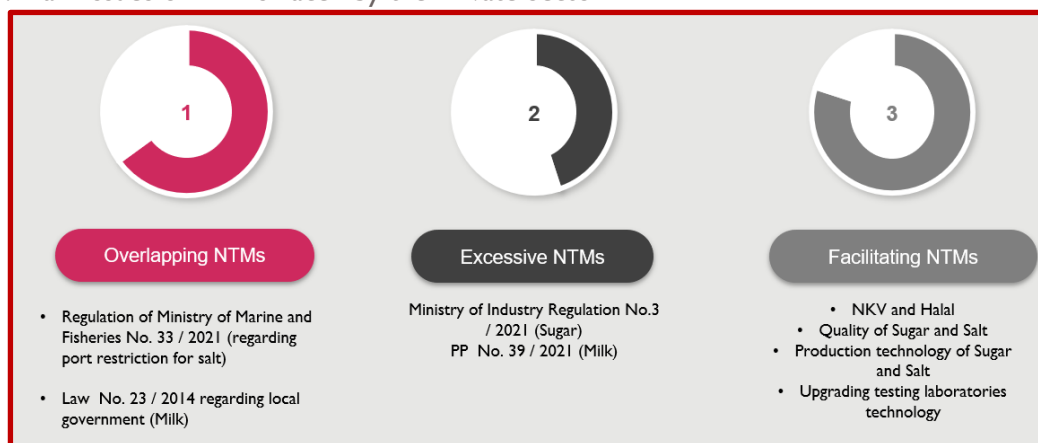 1
2
3
Overlapping NTMs
Excessive NTMs
Facilitating NTMs
• Regulation of Ministry of Marine and
Fisheries No. 33 / 2021 (regarding
port restriction for salt)
• Law No. 23 / 2014 regarding local
government (Milk)
Ministry of Industry Regulation No.3
/ 2021 (Sugar)
PP No. 39 / 2021 (Milk)
• NKV and Halal
• Quality of Sugar and Salt
• Production technology of Sugar
and Salt
• Upgrading testing laboratories
technology